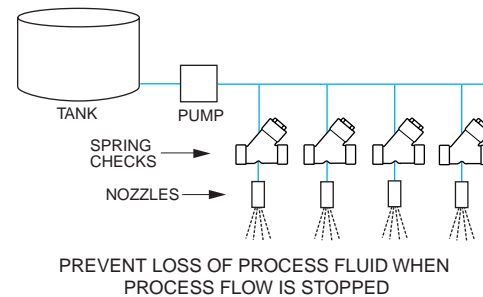 TANK
PUMP
SPRING
CHECKS
NOZZLES
PREVENT LOSS OF PROCESS FLUID WHEN
PROCESS FLOW IS STOPPED